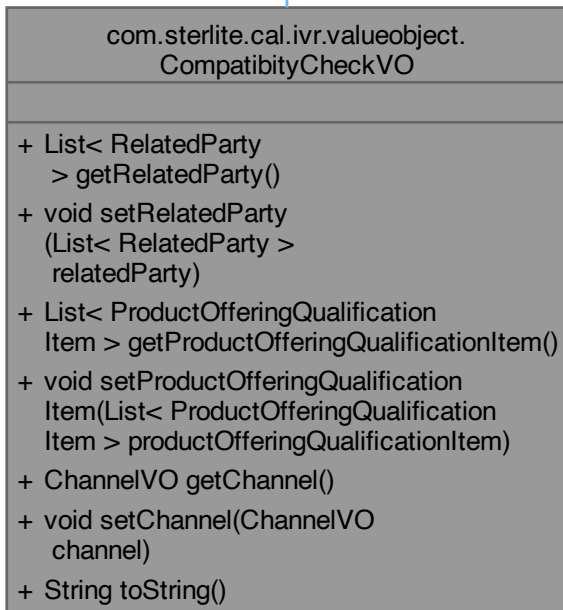 com.sterlite.cal.ivr.valueobject.
CompatibityCheckVO
+ List< RelatedParty
> getRelatedParty()
+ void setRelatedParty
(List< RelatedParty >
relatedParty)
+ List< ProductOfferingQualification
Item > getProductOfferingQualificationItem()
+ void setProductOfferingQualification
Item(List< ProductOfferingQualification
Item > productOfferingQualificationItem)
+ ChannelVO getChannel()
+ void setChannel(ChannelVO
channel)
+ String toString()